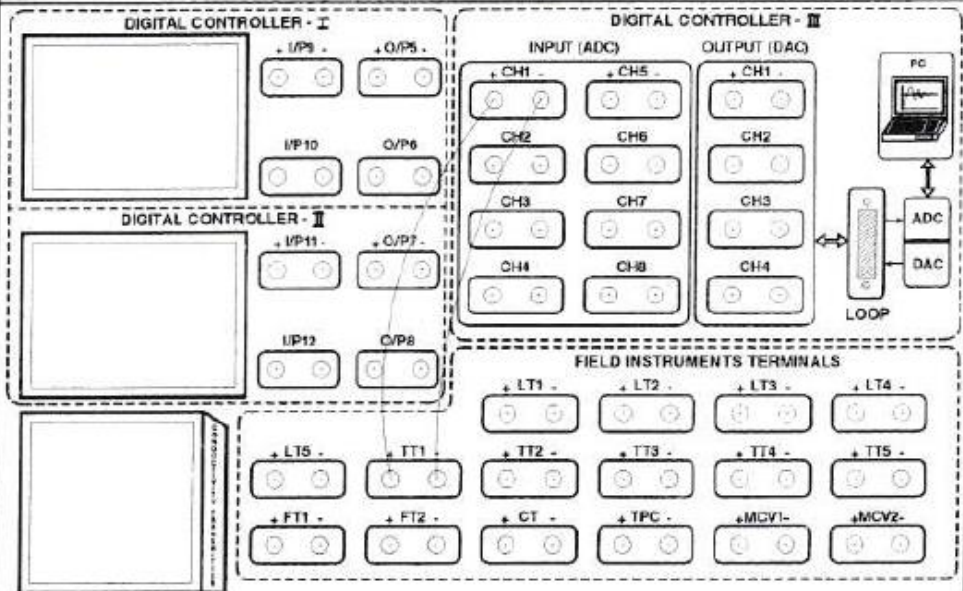 DIGITAL CONTROLLER - I
+ I/P9 -
+ O/P5 -
I/P10
O/P6
DIGITAL CONTROLLER - II
+ I/P11 -
+ O/P7 -
I/P12
O/P8
DIGITAL CONTROLLER - III
INPUT (ADC)
OUTPUT (DAC)
+ CH1 -
+ CH5 -
+ CH1 -
CH2
CH6
CH2
CH3
CH7
CH3
CH4
CH8
CH4
PC
ADC
DAC
LOOP
FIELD INSTRUMENTS TERMINALS
+ LT1 -
+ LT2 -
+ LT3 -
+ LT4 -
+ LT5 -
+ TT1 -
+ TT2 -
+ TT3 -
+ TT4 -
+ TT5 -
+ FT1 -
+ FT2 -
+ CT -
+ TPC -
+MCV1-
+MCV2-